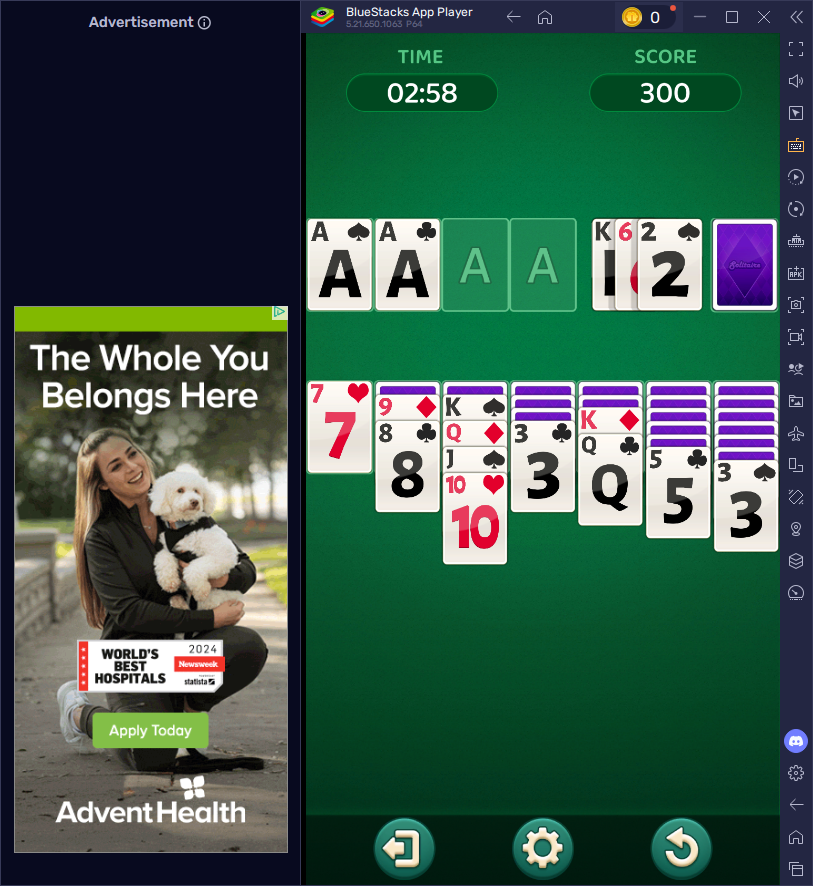 Advertisement
The Whole You
Belongs Here
WORLD'S
BEST
HOSPITALS
2024
Newsweek
statista
Apply Today
AdventHealth
BlueStacks App Player
5.21.650.1063 P64
0
TIME
SCORE
02:58
300
A A A A K 6 2
A A A A 2
Solitaire
7 9 K 3 K 5 3
7 8 Q 3 Q 5 3
8 J Q
10
10